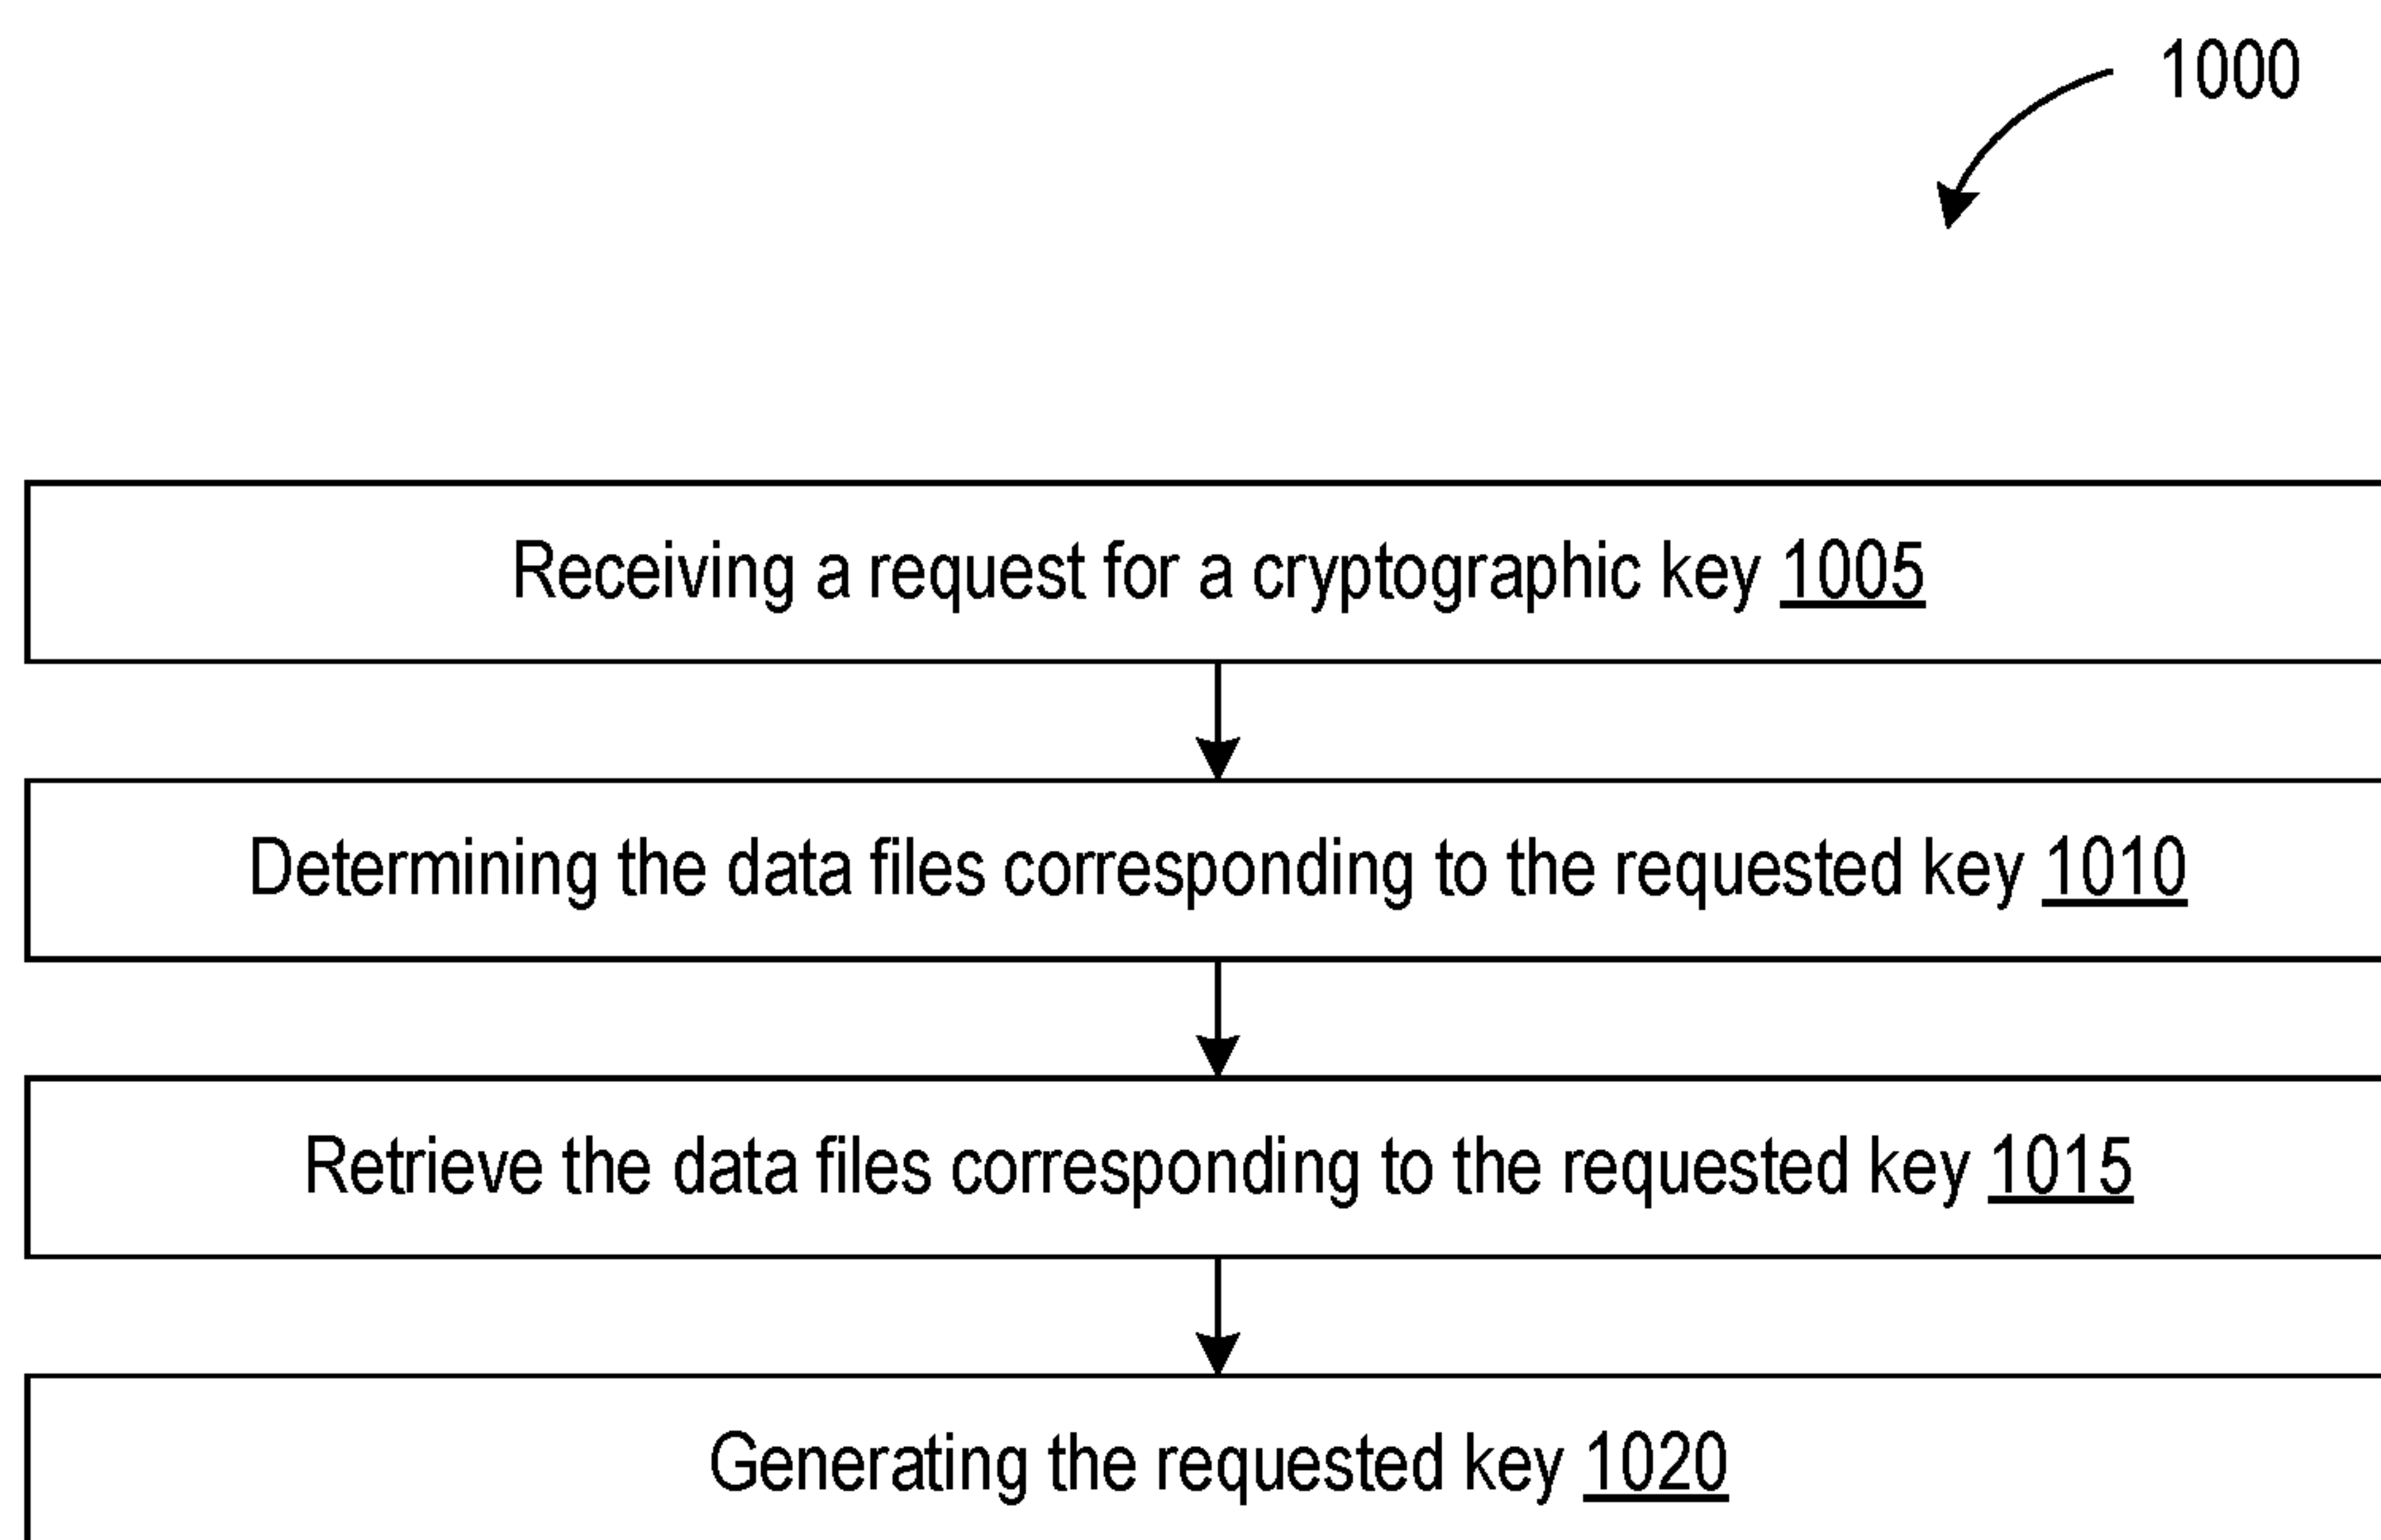 1000
Receiving a request for a cryptographic key 1005
Determining the data files corresponding to the requested key 1010
Retrieve the data files corresponding to the requested key 1015
Generating the requested key 1020